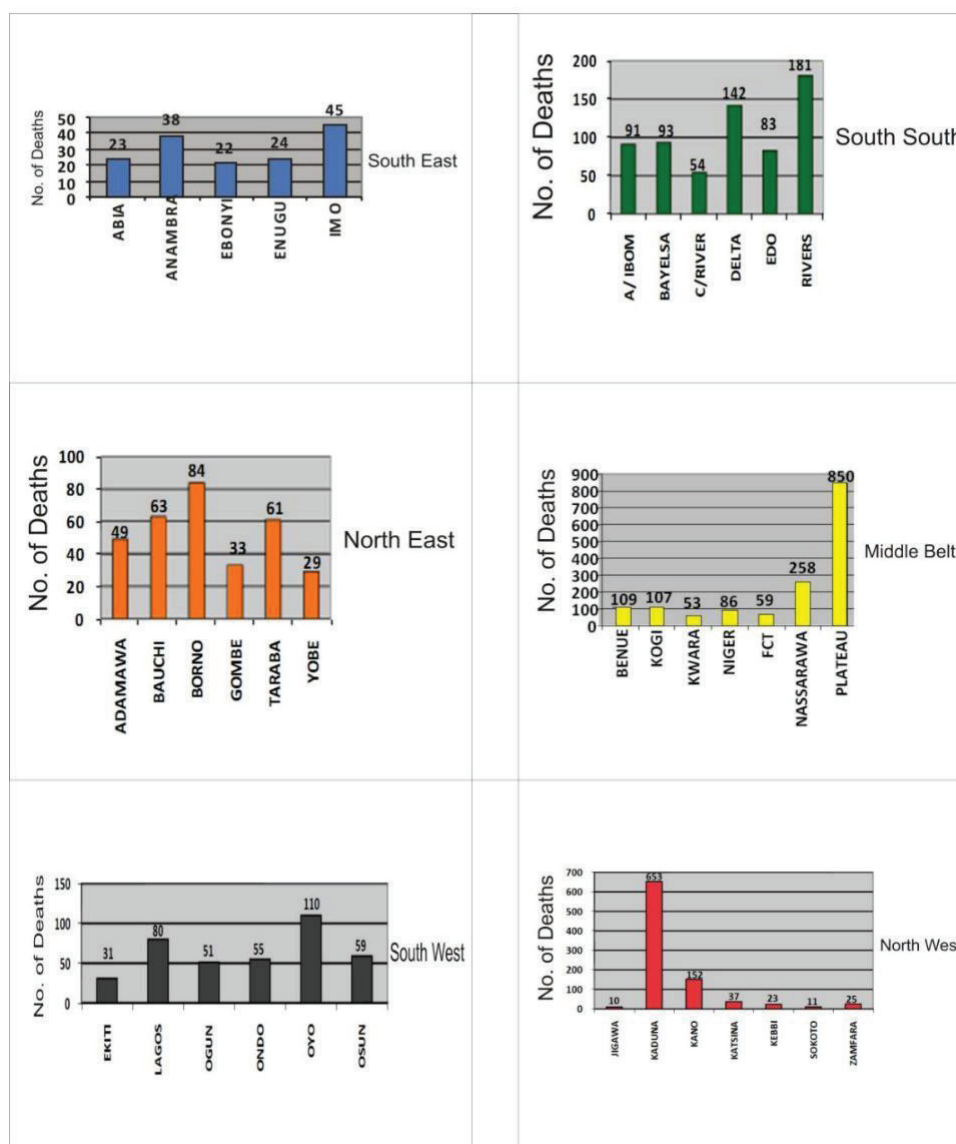 No. of Deaths
50
40
30
20
10
0
23
38
22
24
45
ABIA
ANAMBRA
EBONYI
ENUGU
IMO
South East
No. of Deaths
200
150
100
50
0
91
93
54
142
83
181
A/ IBOM
BAYELSA
C/RIVER
DELTA
EDO
RIVERS
South South
No. of Deaths
100
80
60
40
20
0
49
63
84
33
61
29
ADAMAWA
BAUCHI
BORNO
GOMBE
TARABA
YOBE
North East
No. of Deaths
900
800
700
600
500
400
300
200
100
0
109
107
53
86
59
258
850
BENUE
KOGI
KWARA
NIGER
FCT
NASSARAWA
PLATEAU
Middle Belt
No. of Deaths
150
100
50
0
31
80
51
55
110
59
EKITI
LAGOS
OGUN
ONDO
OYO
OSUN
South West
No. of Deaths
700
600
500
400
300
200
100
0
10
653
152
37
23
11
25
JIGAWA
KADUNA
KANO
KATSINA
KEBBI
SOKOTO
ZAMFARA
North Wes